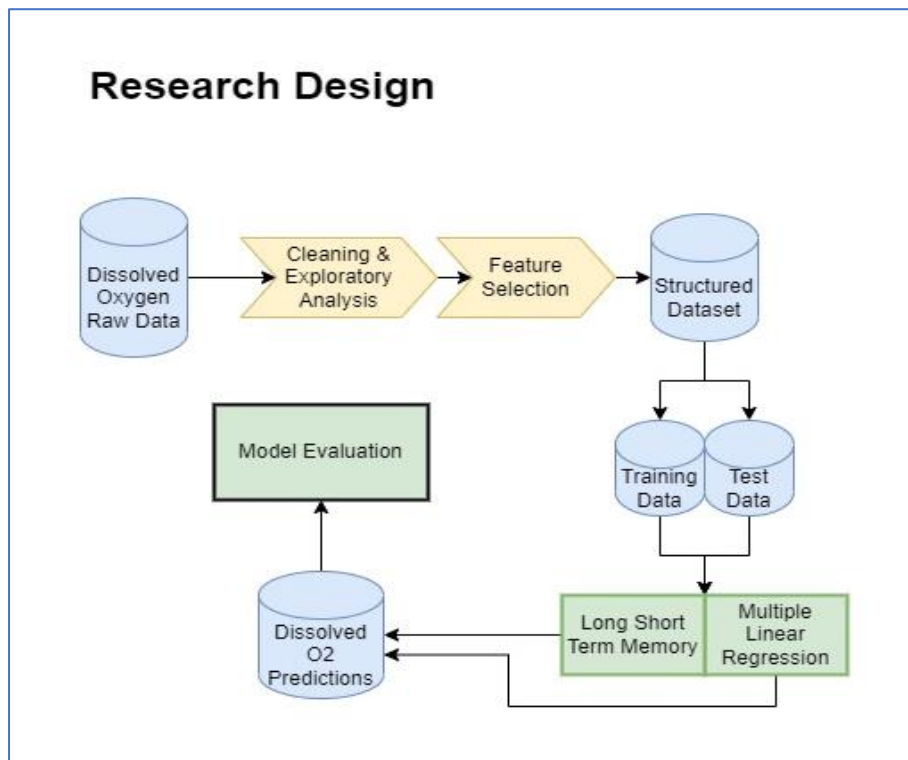 Research Design
Dissolved
Oxygen
Raw Data
Cleaning &
Exploratory
Analysis
Feature
Selection
Structured
Dataset
Training
Data
Test
Data
Long Short
Term Memory
Multiple
Linear
Regression
Dissolved
O2
Predictions
Model Evaluation